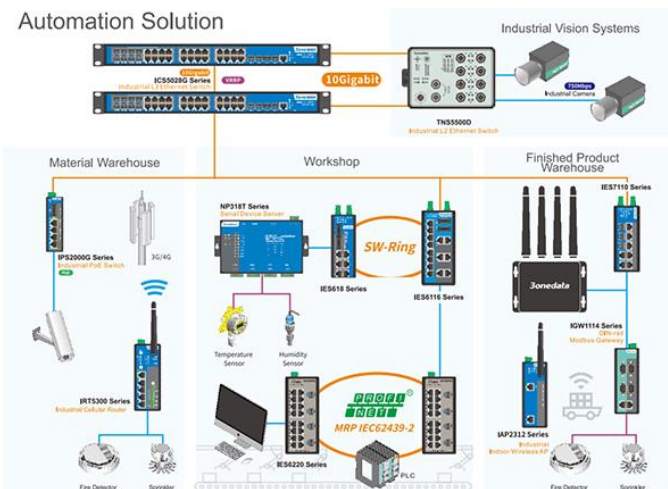 Automation Solution
Industrial Vision Systems
10Gigabit
ICS5028G Series
Industrial L3 Ethernet Switch
VRRP
10Gigabit
750Mbps
Industrial Camera
TNS5500D
Industrial L2 Ethernet Switch
Material Warehouse
Workshop
Finished Product
Warehouse
IES7110 Series
NP318T Series
Serial Device Server
IPS2000G Series
Industrial PoE Switch
PoE
3G/4G
SW-Ring
IES618 Series
IES6116 Series
3onedata
IGW1114 Series
DIN-rail
Modbus Gateway
Temperature
Sensor
Humidity
Sensor
IRT5300 Series
Industrial Cellular Router
PROFI
NET
MRP IEC62439-2
IES6220 Series
PLC
IAP2312 Series
Industrial
Indoor Wireless AP
Fire Detector
Sprinkler
Fire Detector
Sprinkler